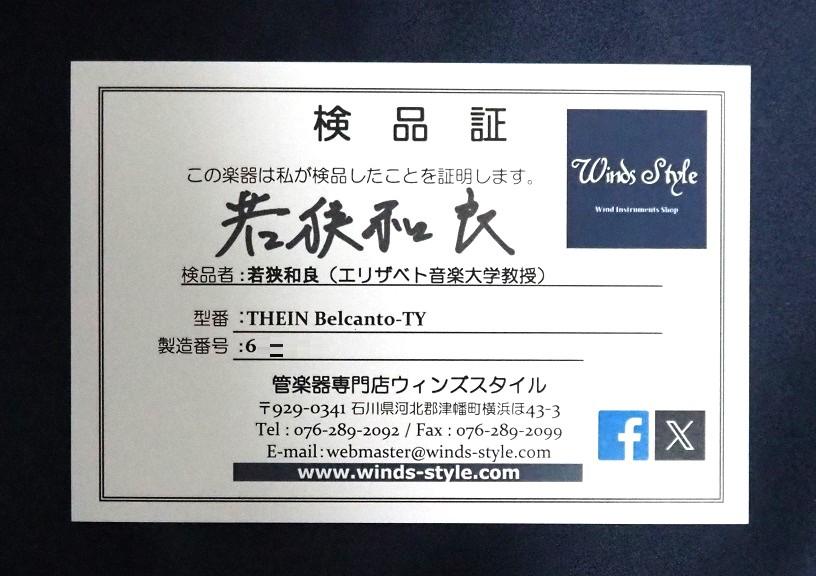 検品証
Winds Style
Wind Instruments Shop
この楽器は私が検品したことを証明します。
若狭和良
検品者:若狭和良（エリザベト音楽大学教授）
型番:THEIN Belcanto-TY
製造番号:6
管楽器専門店ウィンズスタイル
〒929-0341 石川県河北郡津幡町横浜ほ43-3
Tel : 076-289-2092 / Fax : 076-289-2099
E-mail:webmaster@winds-style.com
www.winds-style.com